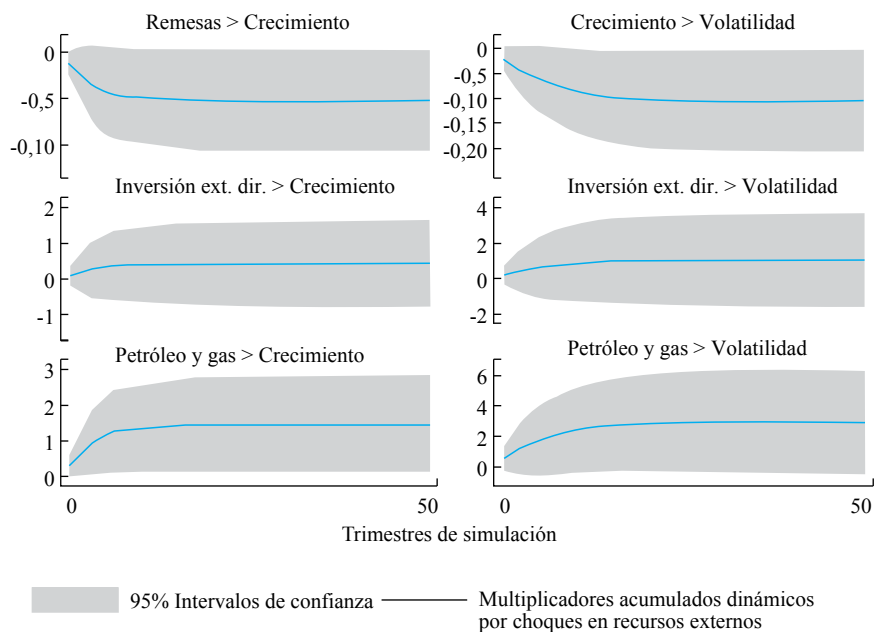 Remesas > Crecimiento
0
-0,5
-0,10
Crecimiento > Volatilidad
0
-0,5
-0,10
-0,15
-0,20
Inversión ext. dir. > Crecimiento
2
1
0
-1
Inversión ext. dir. > Volatilidad
4
2
0
-2
Petróleo y gas > Crecimiento
3
2
1
0
Petróleo y gas > Volatilidad
6
4
2
0
0 50
0 50
Trimestres de simulación
95% Intervalos de confianza
Multiplicadores acumulados dinámicos
por choques en recursos externos